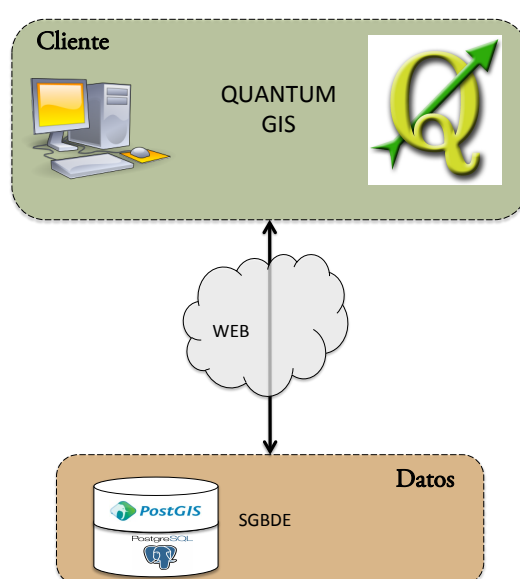 Cliente
QUANTUM
GIS
WEB
Datos
PostGIS
SGBDE
PostgreSQL